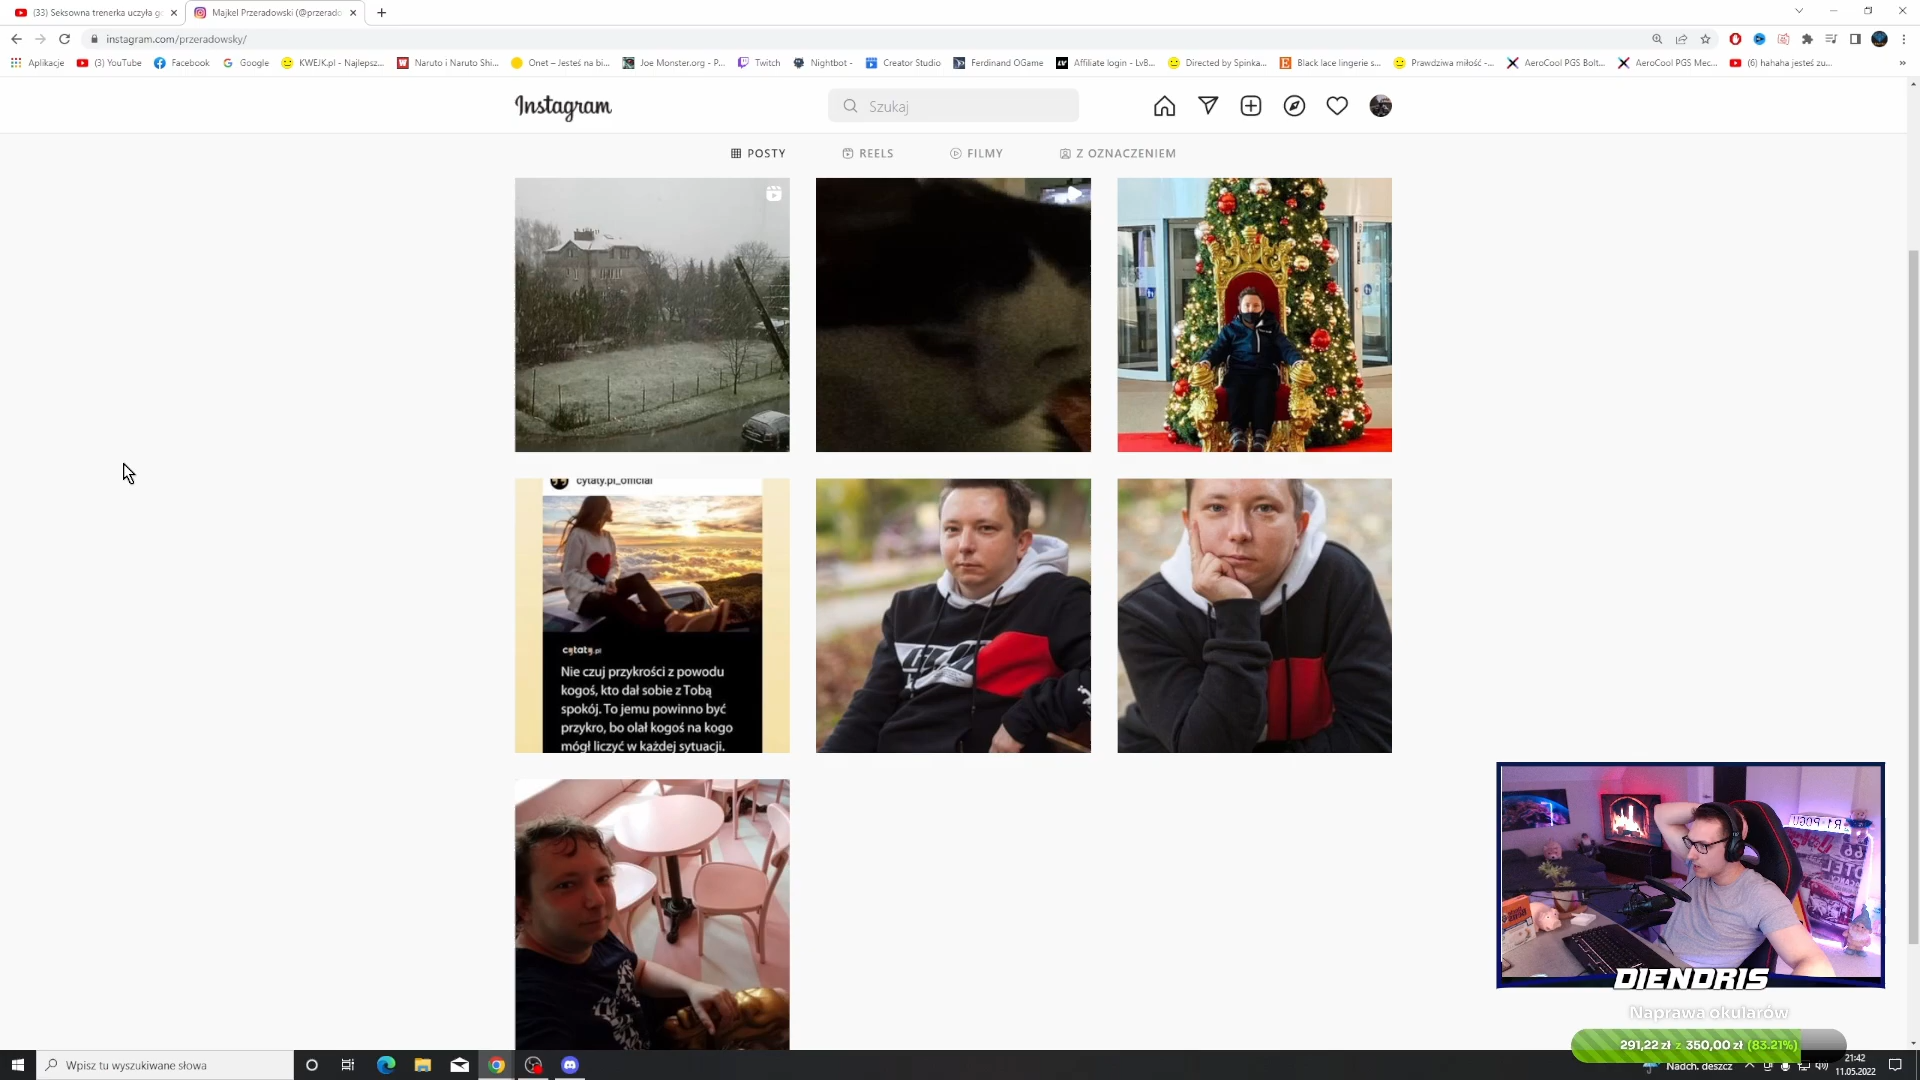 (33) Seksowna trenerka uczyła g
Majkel Przeradowski (@przerado
instagram.com/przeradowsky/
Aplikacje
(3) YouTube
Facebook
Google
KWEJK.pl - Najlepsz...
Naruto i Naruto Shi...
Onet – Jesteś na bi...
Joe Monster.org - P...
Twitch
Nightbot -
Creator Studio
Ferdinand OGame
Affiliate login - LvB...
Directed by Spinka...
Black lace lingerie s...
Prawdziwa miłość -...
AeroCool PGS Bolt...
AeroCool PGS Mec...
(6) hahaha jesteś zu...
Instagram
Szukaj
POSTY
REELS
FILMY
Z OZNACZENIEM
cytaty.pl_official
cytaty.pl
Nie czuj przykrości z powodu
kogoś, kto dał sobie z Tobą
spokój. To jemu powinno być
przykro, bo olał kogoś na kogo
mógł liczyć w każdej sytuacji.
DIENDRIS
Naprawa okularów
291,22 zł z 350,00 zł (83.21%)
Wpisz tu wyszukiwane słowa
Nadch. deszcz
21:42
11.05.2022